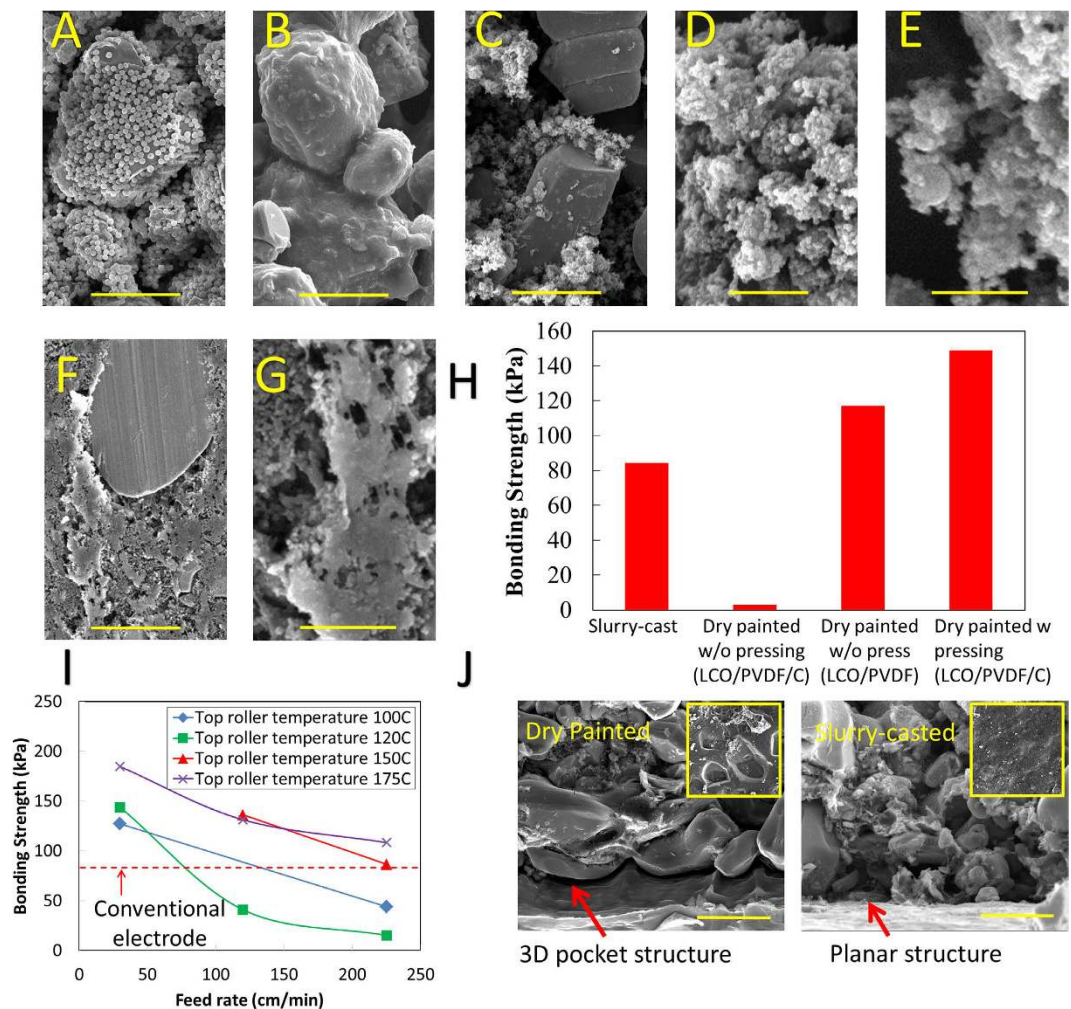 A
B
C
D
E
F
G
H
160
140
120
100
80
60
40
20
0
Bonding Strength (kPa)
Slurry-cast
Dry painted
w/o pressing
(LCO/PVDF/C)
Dry painted
w/o press
(LCO/PVDF)
Dry painted w
pressing
(LCO/PVDF/C)
I
250
200
150
100
50
0
Bonding Strength (kPa)
Top roller temperature 100C
Top roller temperature 120C
Top roller temperature 150C
Top roller temperature 175C
Conventional
electrode
0
50
100
150
200
250
Feed rate (cm/min)
J
Dry Painted
3D pocket structure
Slurry-casted
Planar structure